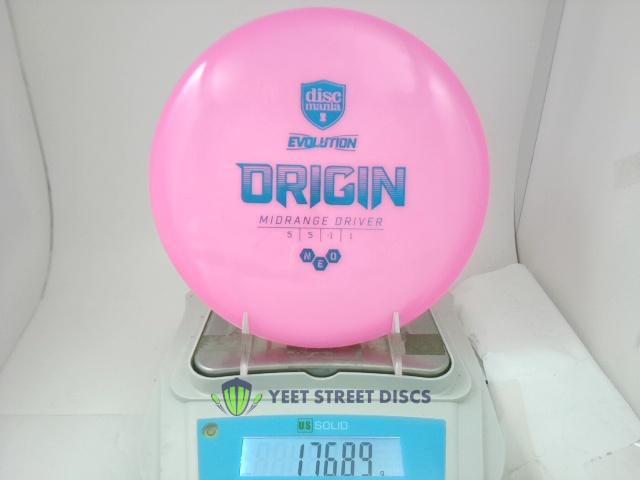 disc
mania
EVOLUTION
ORIGIN
MIDRANGE DRIVER
5 | 5 | -1 | 1
NEO
YEET STREET DISCS
US SOLID
176.89 g